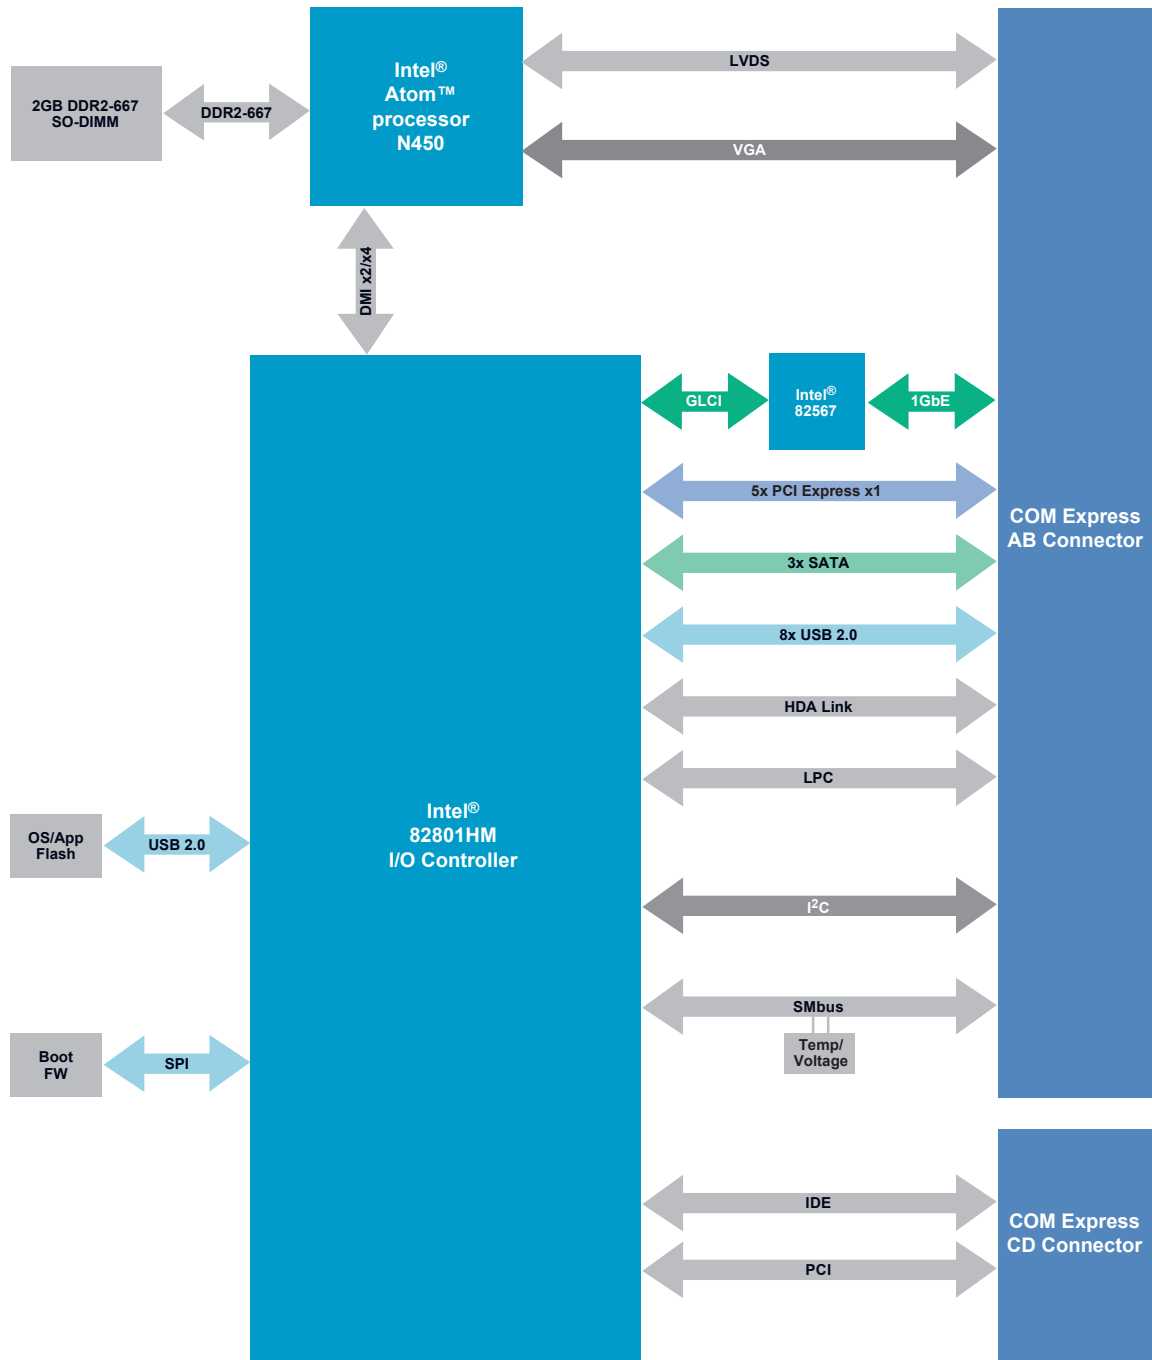 Intel®
Atom™
processor
N450
2GB DDR2-667
SO-DIMM
DDR2-667
LVDS
VGA
DMI x2/x4
GLCI
Intel®
82567
1GbE
5x PCI Express x1
3x SATA
8x USB 2.0
HDA Link
LPC
I²C
SMbus
Temp/
Voltage
COM Express
AB Connector
Intel®
82801HM
I/O Controller
OS/App
Flash
USB 2.0
Boot
FW
SPI
IDE
PCI
COM Express
CD Connector